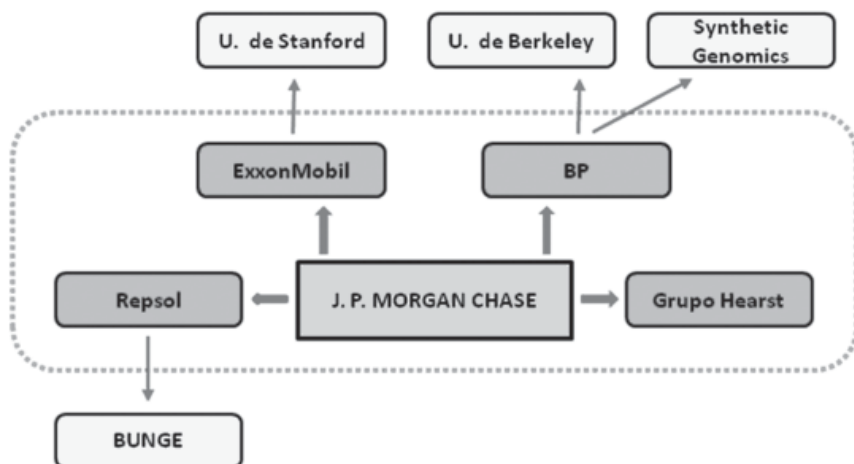 U. de Stanford
U. de Berkeley
Synthetic
Genomics
ExxonMobil
BP
Repsol
J. P. MORGAN CHASE
Grupo Hearst
BUNGE